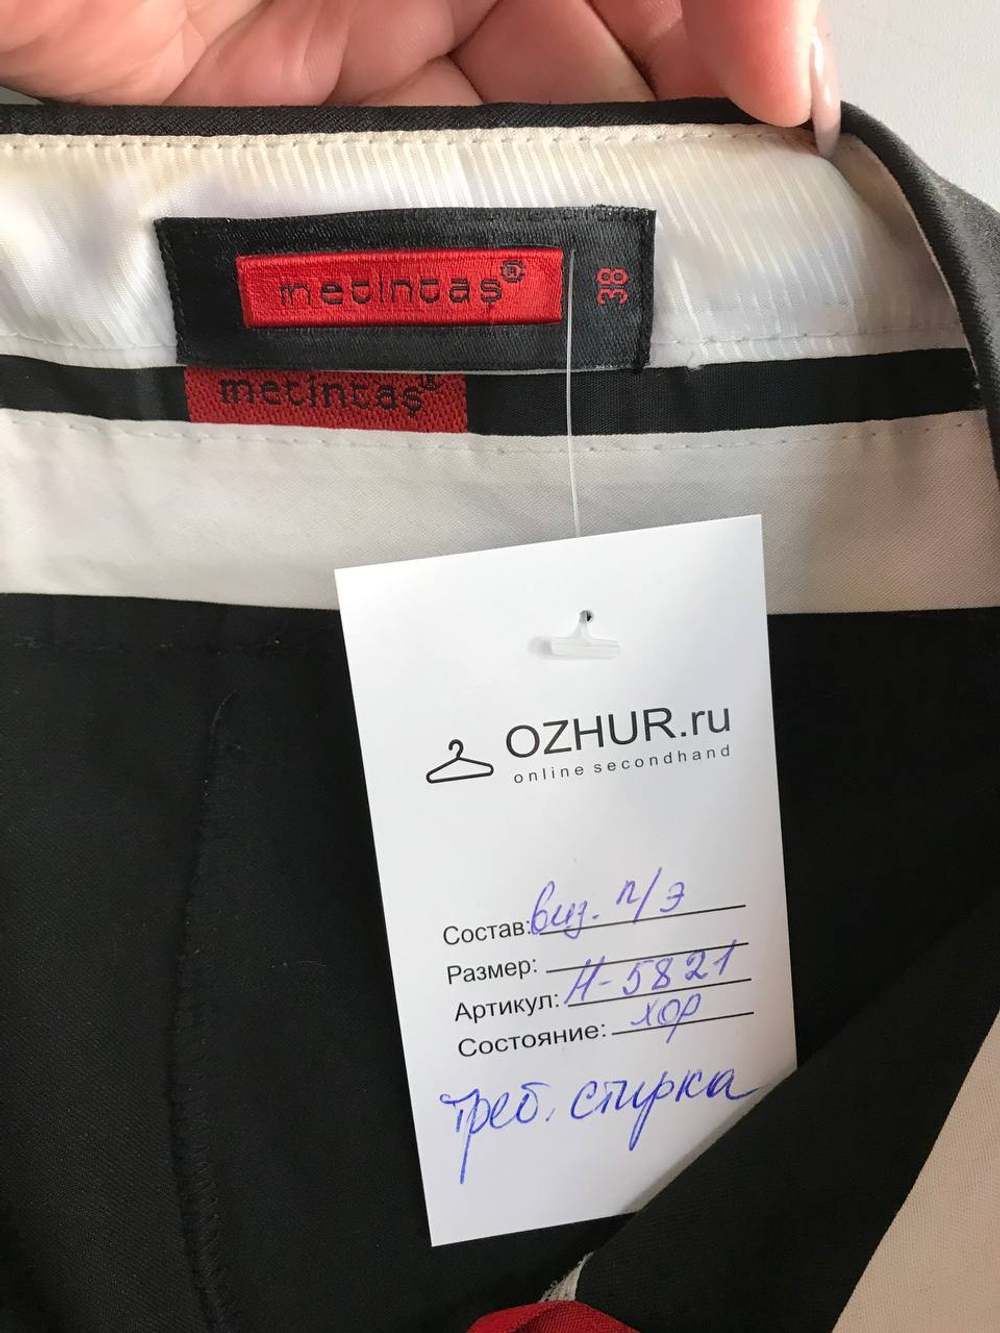 metintaş®
38
metintaş®
OZHUR.ru
online secondhand
Состав: виз. п/э
Размер:
Артикул: Н-5821
Состояние: хор
треб. стирка